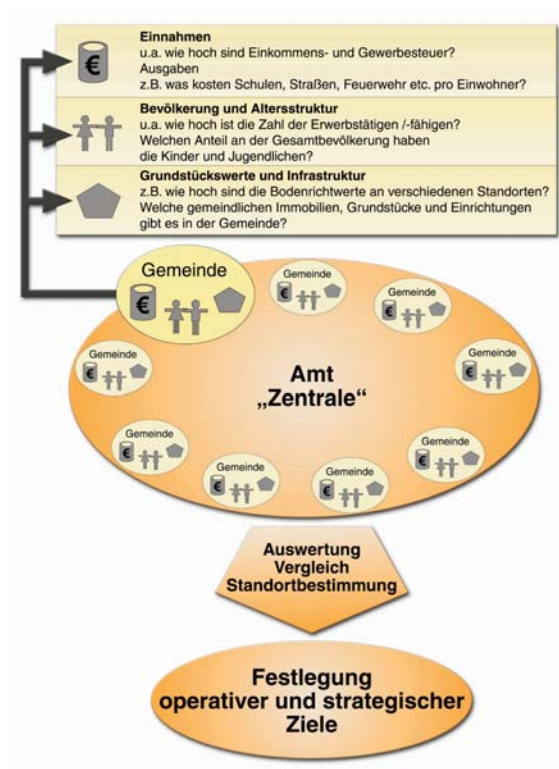 Einnahmen
u.a. wie hoch sind Einkommens- und Gewerbesteuer?
Ausgaben
z.B. was kosten Schulen, Straßen, Feuerwehr etc. pro Einwohner?
€
Bevölkerung und Altersstruktur
u.a. wie hoch ist die Zahl der Erwerbstätigen /-fähigen?
Welchen Anteil an der Gesamtbevölkerung haben
die Kinder und Jugendlichen?
Grundstückswerte und Infrastruktur
z.B. wie hoch sind die Bodenrichtwerte an verschiedenen Standorten?
Welche gemeindlichen Immobilien, Grundstücke und Einrichtungen
gibt es in der Gemeinde?
Gemeinde
€
Gemeinde
€
Gemeinde
€
Gemeinde
€
Gemeinde
€
Amt
„Zentrale“
Gemeinde
€
Gemeinde
€
Gemeinde
€
Gemeinde
€
Auswertung
Vergleich
Standortbestimmung
Festlegung
operativer und strategischer
Ziele